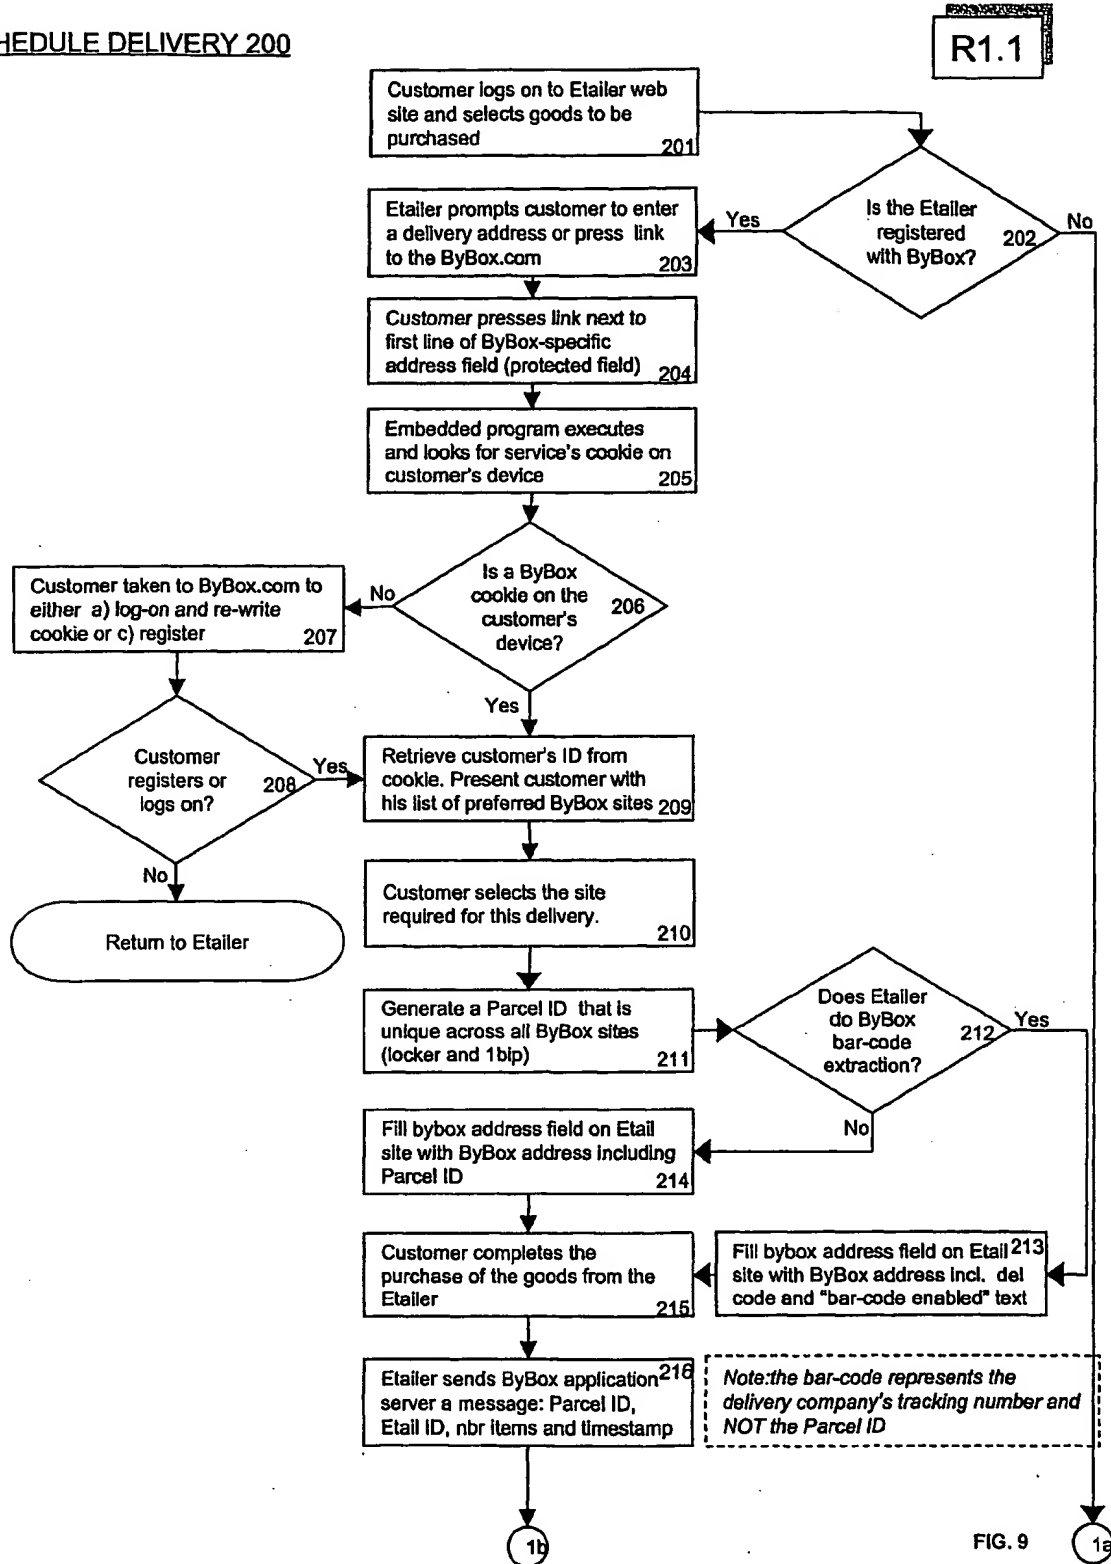 HEDULE DELIVERY 200
R1.1
Customer logs on to Etailer web
site and selects goods to be
purchased
201
Is the Etailer
registered
with ByBox?
202
Yes
No
Etailer prompts customer to enter
a delivery address or press link
to the ByBox.com
203
Customer presses link next to
first line of ByBox-specific
address field (protected field)
204
Embedded program executes
and looks for service's cookie on
customer's device
205
Is a ByBox
cookie on the
customer's
device?
206
No
Yes
Customer taken to ByBox.com to
either a) log-on and re-write
cookie or c) register
207
Customer
registers or
logs on?
208
Yes
No
Return to Etailer
Retrieve customer's ID from
cookie. Present customer with
his list of preferred ByBox sites
209
Customer selects the site
required for this delivery.
210
Generate a Parcel ID that is
unique across all ByBox sites
(locker and 1bip)
211
Does Etailer
do ByBox
bar-code
extraction?
212
Yes
No
Fill bybox address field on Etail
site with ByBox address including
Parcel ID
214
Fill bybox address field on Etail
site with ByBox address incl. del
code and "bar-code enabled" text
213
Customer completes the
purchase of the goods from the
Etailer
215
Etailer sends ByBox application
server a message: Parcel ID,
Etail ID, nbr items and timestamp
216
Note:the bar-code represents the
delivery company's tracking number and
NOT the Parcel ID
1b
FIG. 9
1a